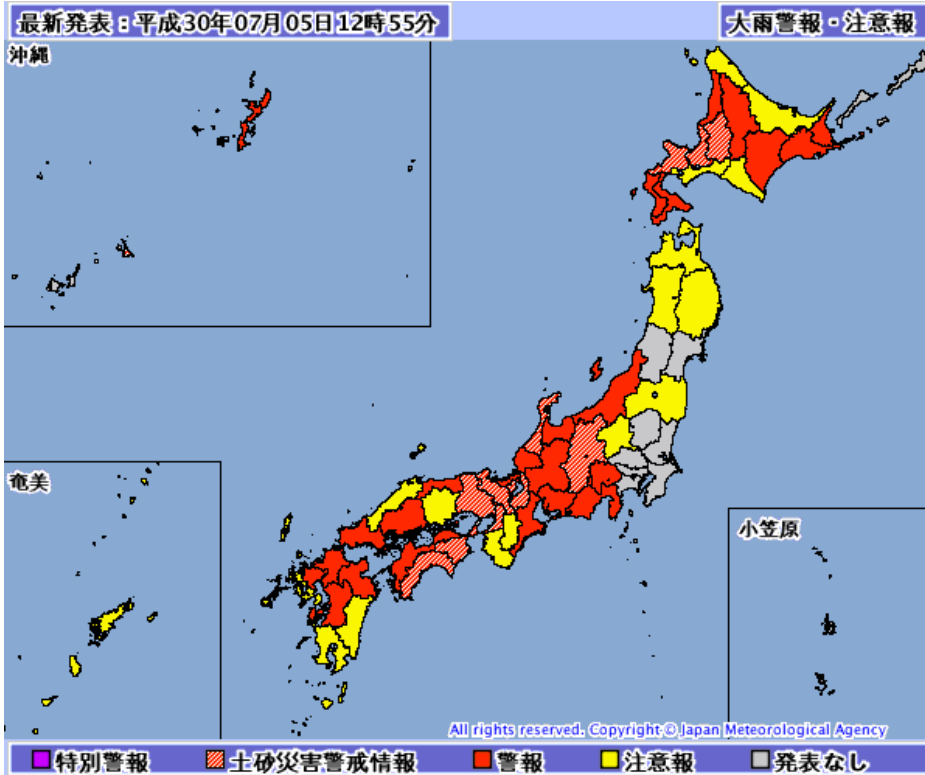 最新発表：平成30年07月05日12時55分
大雨警報・注意報
沖縄
奄美
小笠原
All rights reserved. Copyright © Japan Meteorological Agency
特別警報 土砂災害警戒情報 警報 注意報 発表なし